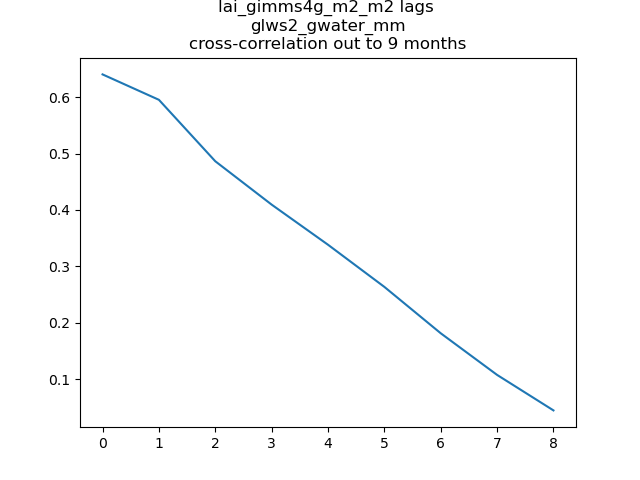 lai_gimms4g_m2_m2 lags
glws2_gwater_mm
cross-correlation out to 9 months
0.6
0.5
0.4
0.3
0.2
0.1
0 1 2 3 4 5 6 7 8